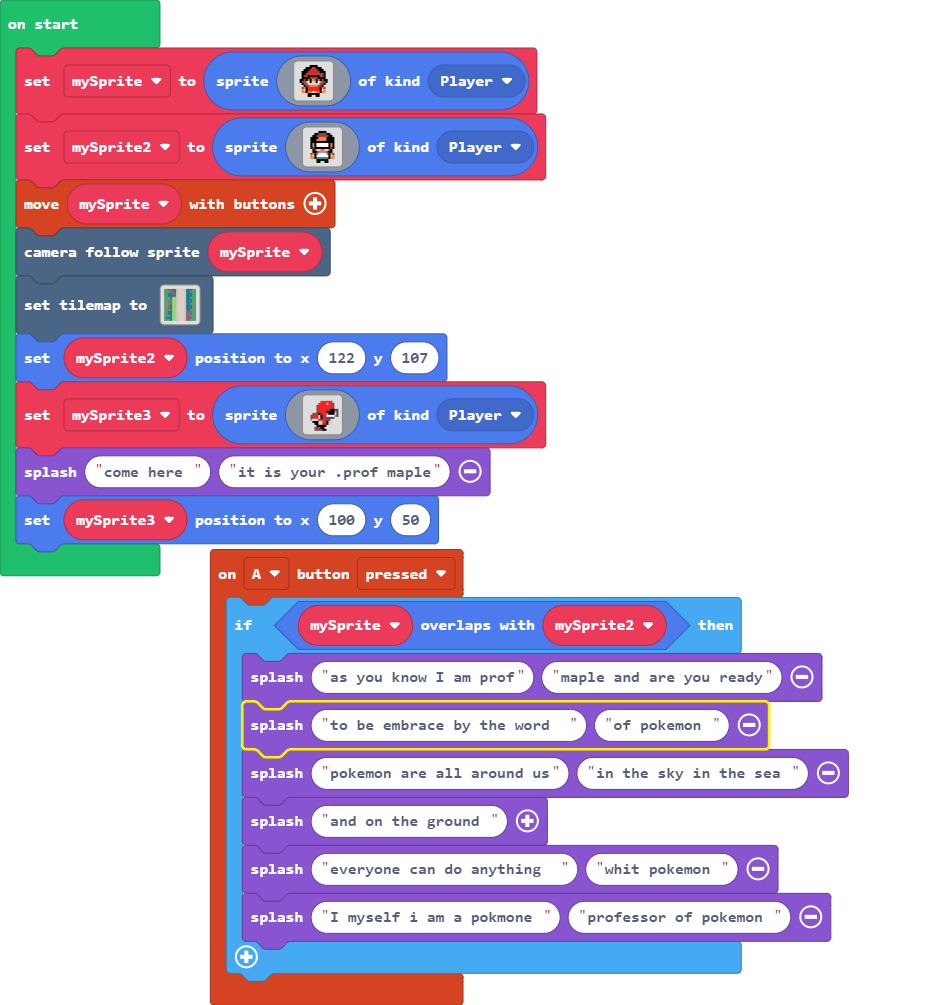 on start
set mySprite to sprite of kind Player
set mySprite2 to sprite of kind Player
move mySprite with buttons
camera follow sprite mySprite
set tilemap to
set mySprite2 position to x 122 y 107
set mySprite3 to sprite of kind Player
splash "come here " "it is your .prof maple"
set mySprite3 position to x 100 y 50
on A button pressed
if mySprite overlaps with mySprite2 then
splash "as you know I am prof" "maple and are you ready"
splash "to be embrace by the word  " "of pokemon "
splash "pokemon are all around us" "in the sky in the sea "
splash "and on the ground "
splash "everyone can do anything  " "whit pokemon "
splash "I myself i am a pokmone " "professor of pokemon "